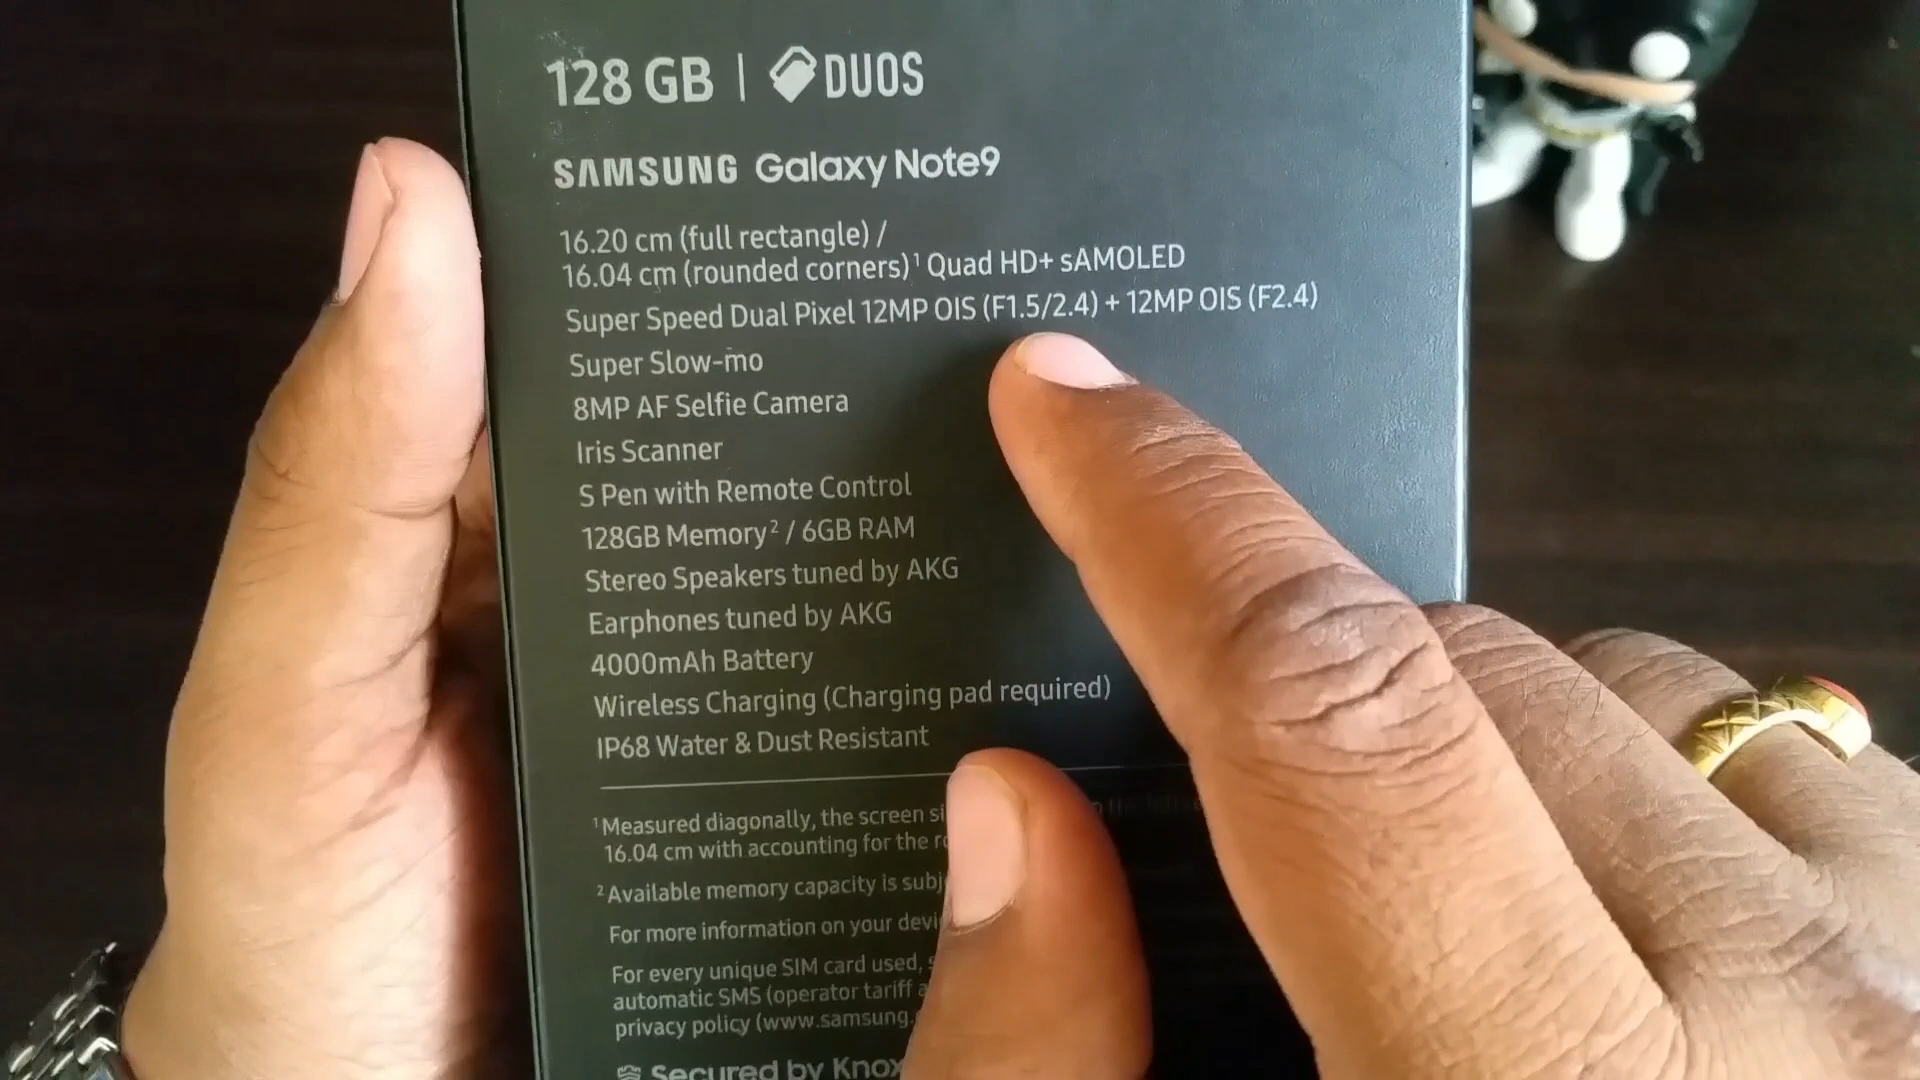 128 GB | DUOS
SAMSUNG Galaxy Note9
16.20 cm (full rectangle) /
16.04 cm (rounded corners)¹ Quad HD+ sAMOLED
Super Speed Dual Pixel 12MP OIS (F1.5/2.4) + 12MP OIS (F2.4)
Super Slow-mo
8MP AF Selfie Camera
Iris Scanner
S Pen with Remote Control
128GB Memory² / 6GB RAM
Stereo Speakers tuned by AKG
Earphones tuned by AKG
4000mAh Battery
Wireless Charging (Charging pad required)
IP68 Water & Dust Resistant
¹ Measured diagonally, the screen
16.04 cm with accounting for the
² Available memory capacity is
For more information on your
For every unique SIM card used,
automatic SMS (operator tariff
privacy policy (www.samsung.
Secured by Knox